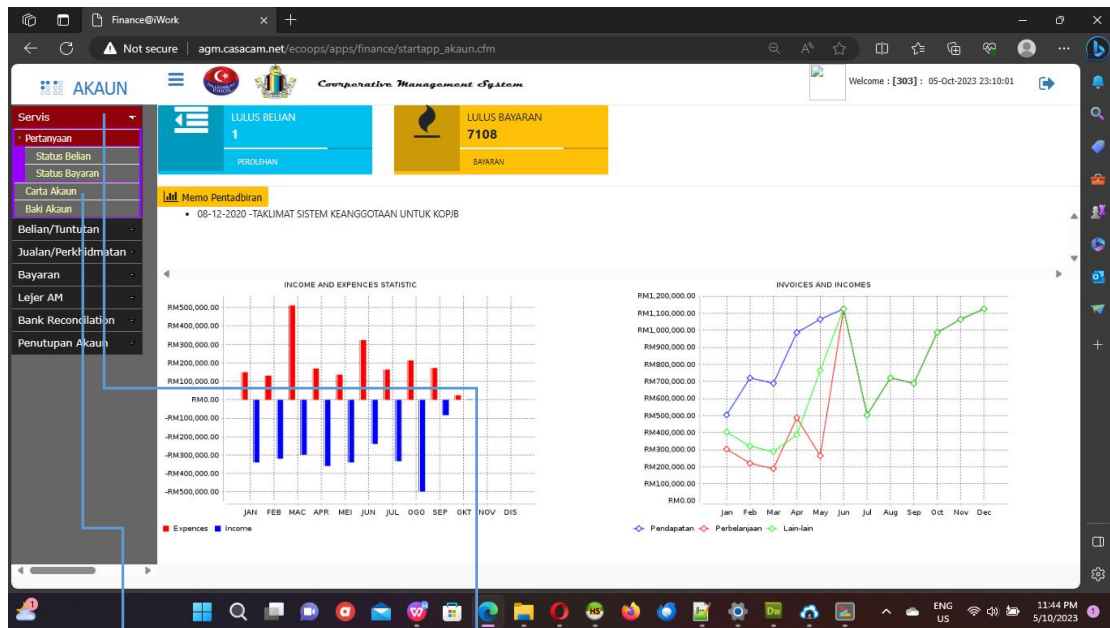 Finance@iWork
Not secure agm.casacam.net/ecoops/apps/finance/startapp_akaun.cfm
AKAUN
Coorperative Management System
Welcome : [303] : 05-Oct-2023 23:10:01
Servis
Pertanyaan
Status Belian
Status Bayaran
Carta Akaun
Baki Akaun
Belian/Tuntutan
Jualan/Perkhidmatan
Bayaran
Lejer AM
Bank Reconcilation
Penutupan Akaun
LULUS BELIAN
1
PEROLEHAN
LULUS BAYARAN
7108
BAYARAN
Memo Pentadbiran
08-12-2020 -TAKLIMAT SISTEM KEANGGOTAAN UNTUK KOPJB
INCOME AND EXPENCES STATISTIC
RM500,000.00
RM400,000.00
RM300,000.00
RM200,000.00
RM100,000.00
RM0.00
-RM100,000.00
-RM200,000.00
-RM300,000.00
-RM400,000.00
-RM500,000.00
JAN FEB MAC APR MEI JUN JUL OGO SEP OKT NOV DIS
Expences Income
INVOICES AND INCOMES
RM1,200,000.00
RM1,100,000.00
RM1,000,000.00
RM900,000.00
RM800,000.00
RM700,000.00
RM600,000.00
RM500,000.00
RM400,000.00
RM300,000.00
RM200,000.00
RM100,000.00
RM0.00
Jan Feb Mar Apr May Jun Jul Aug Sep Oct Nov Dec
Pendapatan Perbelanjaan Lain-lain
ENG
US
11:44 PM
5/10/2023
1